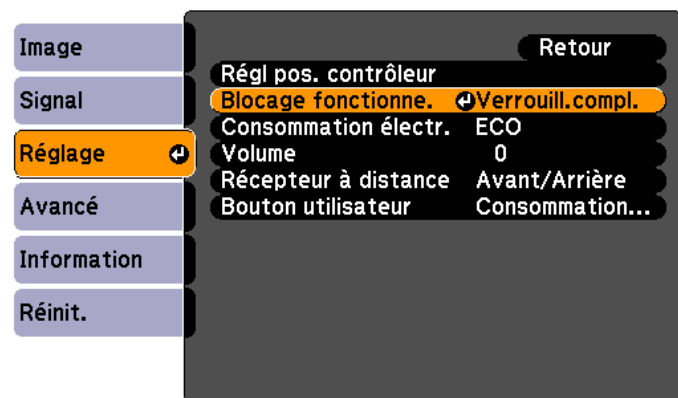 Image
Signal
Réglage
Avancé
Information
Réinit.
Retour
Régl pos. contrôleur
Blocage fonctionne. Verrouill.compl.
Consommation électr. ECO
Volume 0
Récepteur à distance Avant/Arrière
Bouton utilisateur Consommation...